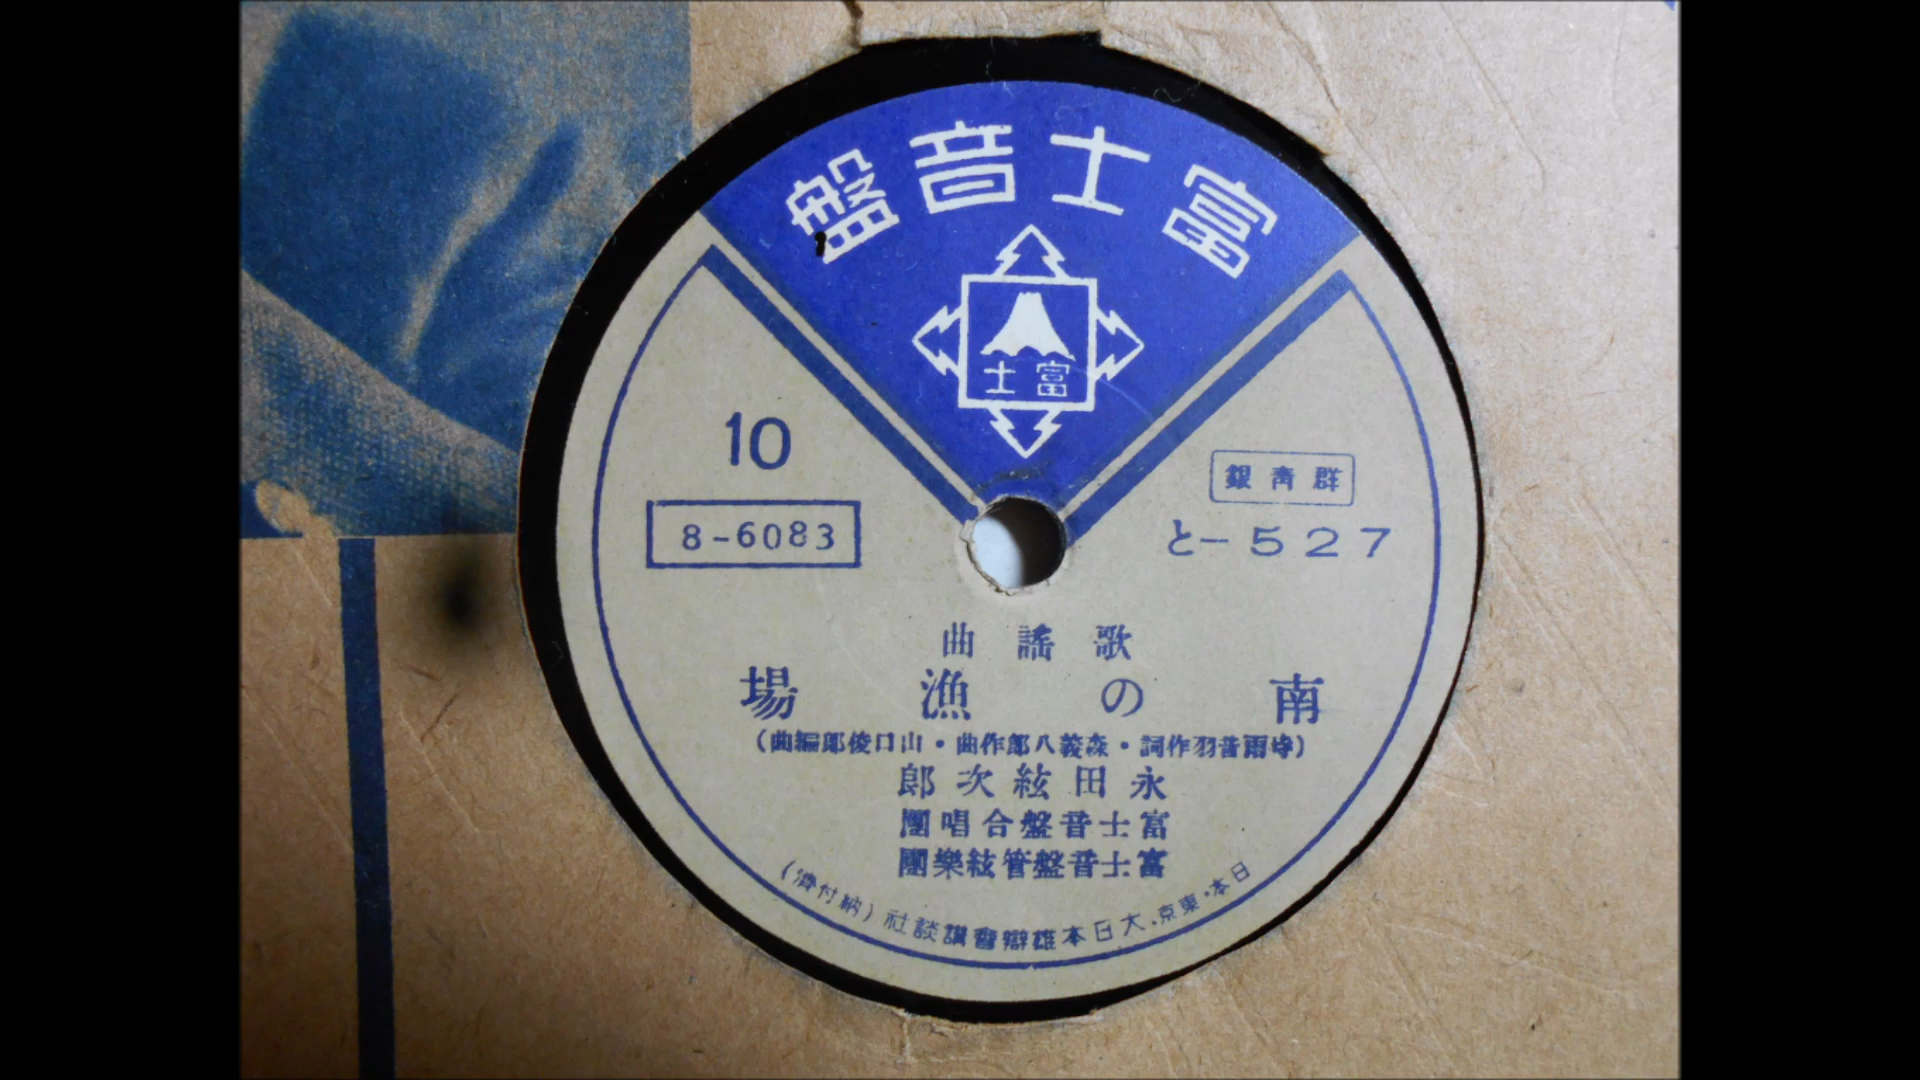 富士音盤
富士
10
8-6083
群青銀
と-527
歌謠曲
南の漁場
(時雨音羽作詞・森義八郎作曲・山口俊郎編曲)
永田絃次郎
富士音盤合唱團
富士音盤管絃樂團
日本・東京・大日本雄辯會講談社(納付濟)